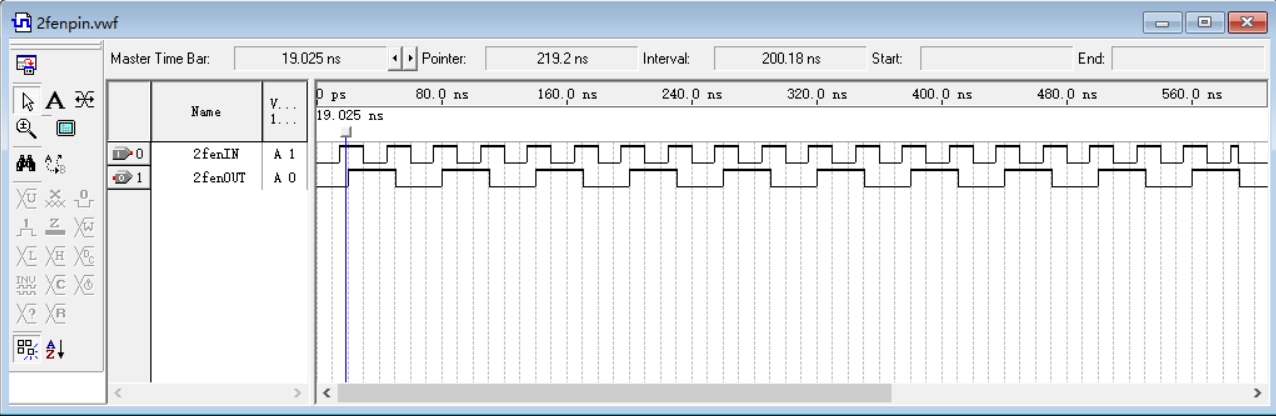 2fenpin.vwf
Master Time Bar: 19.025 ns Pointer: 219.2 ns Interval: 200.18 ns Start: End:
Name V... 1...
0 ps 80.0 ns 160.0 ns 240.0 ns 320.0 ns 400.0 ns 480.0 ns 560.0 ns
19.025 ns
0 2fenIN A 1
1 2fenOUT A 0